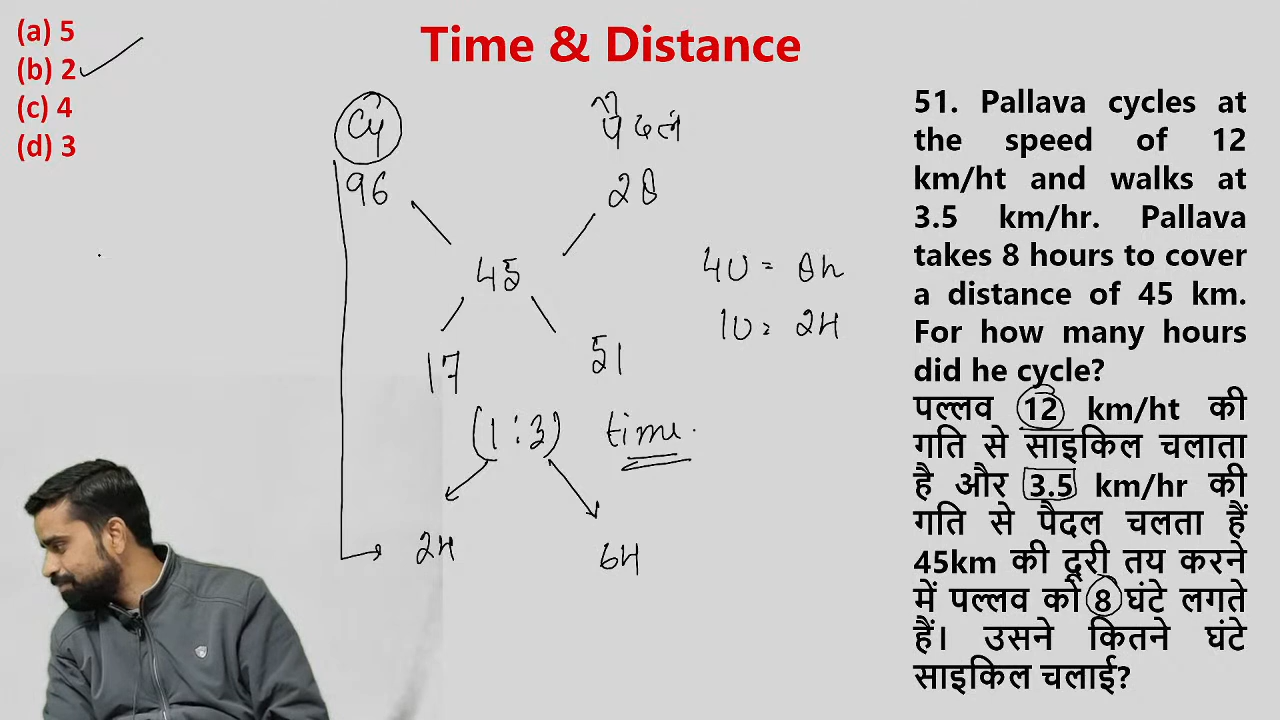 (a) 5
(b) 2
(c) 4
(d) 3
Time & Distance
Cy
पैदल
96
28
45
17
51
(1:3) time.
2H
6H
4U = 8h
1U = 2H
51. Pallava cycles at
the speed of 12
km/ht and walks at
3.5 km/hr. Pallava
takes 8 hours to cover
a distance of 45 km.
For how many hours
did he cycle?
पल्लव 12 km/ht की
गति से साइकिल चलाता
है और 3.5 km/hr की
गति से पैदल चलता हैं
45km की दूरी तय करने
में पल्लव को 8 घंटे लगते
हैं। उसने कितने घंटे
साइकिल चलाई?